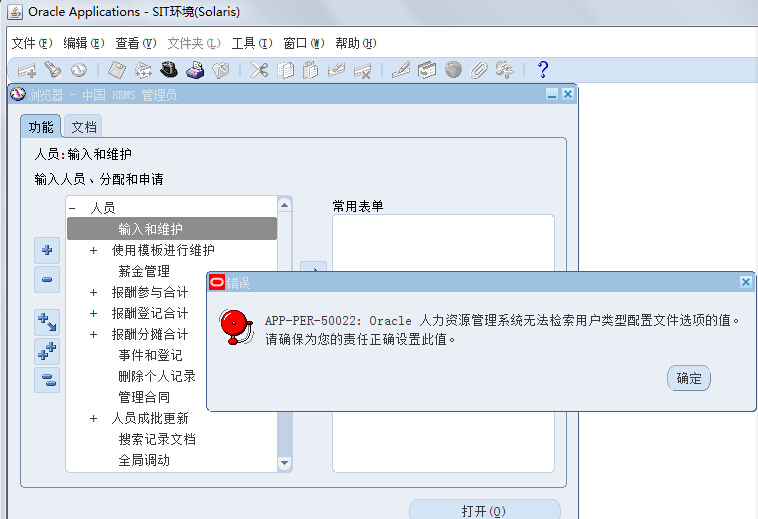 Oracle Applications - SIT环境(Solaris)
文件(F) 编辑(E) 查看(V) 文件夹(L) 工具(T) 窗口(W) 帮助(H)
浏览器 - 中国 HRMS 管理员
功能 文档
人员:输入和维护
输入人员、分配和申请
- 人员
输入和维护
+ 使用模板进行维护
薪金管理
+ 报酬参与合计
+ 报酬登记合计
+ 报酬分摊合计
事件和登记
删除个人记录
管理合同
+ 人员成批更新
搜索记录文档
全局调动
常用表单
错误
APP-PER-50022: Oracle 人力资源管理系统无法检索用户类型配置文件选项的值。
请确保为您的责任正确设置此值。
确定
打开(O)